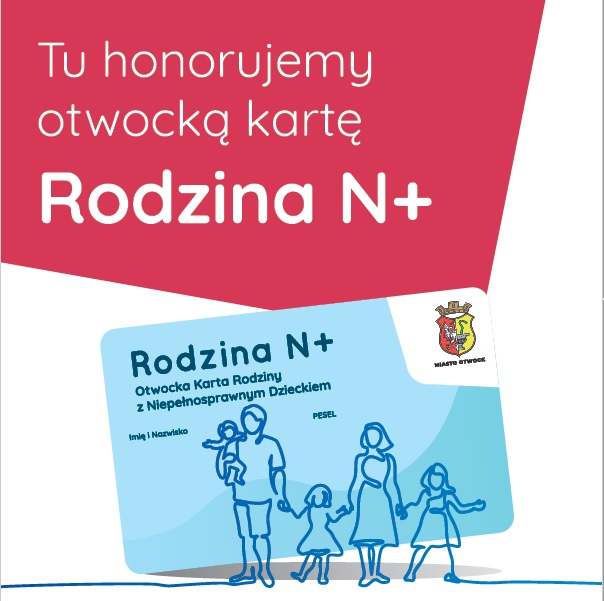 Tu honorujemy
otwocką kartę
Rodzina N+
Rodzina N+
Otwocka Karta Rodziny
z Niepełnosprawnym Dzieckiem
Imię i Nazwisko
PESEL
MIASTO OTWOCK